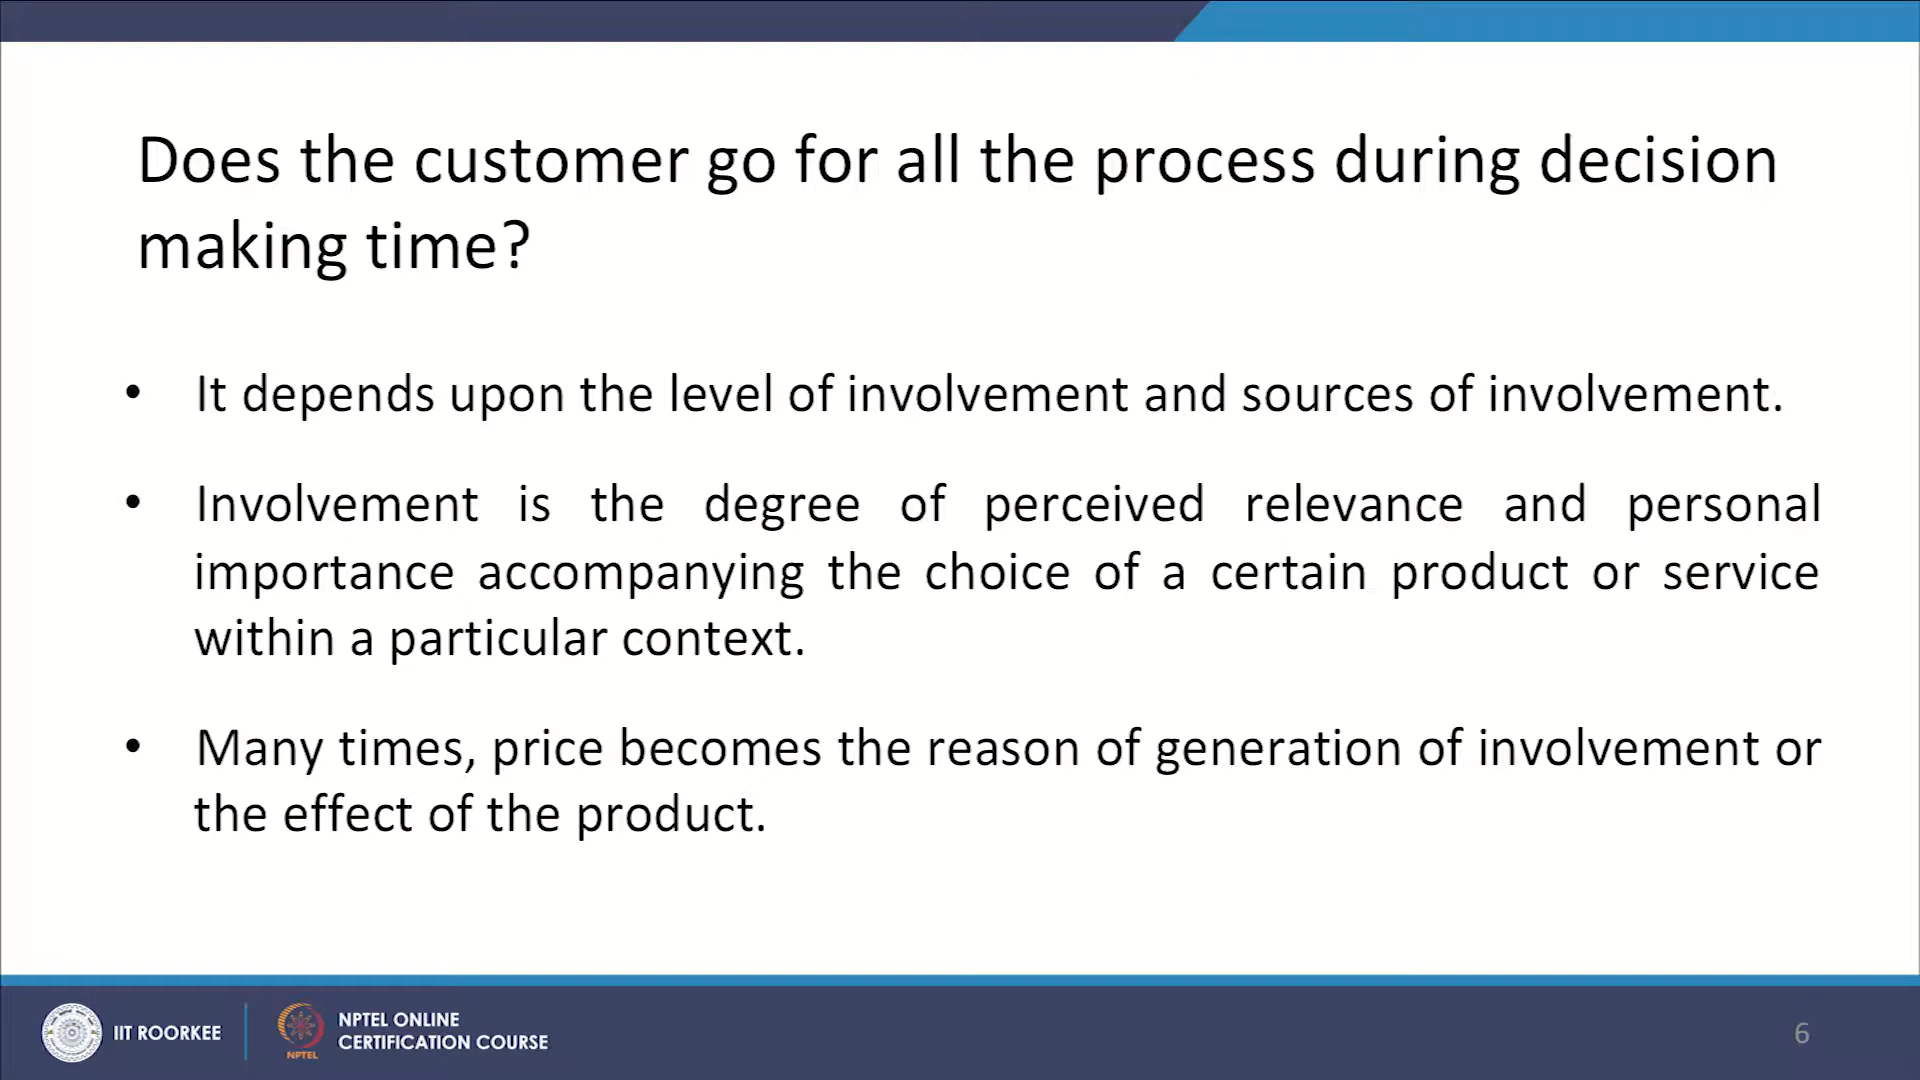 Does the customer go for all the process during decision
making time?
• It depends upon the level of involvement and sources of involvement.
• Involvement is the degree of perceived relevance and personal
importance accompanying the choice of a certain product or service
within a particular context.
• Many times, price becomes the reason of generation of involvement or
the effect of the product.
IIT ROORKEE
NPTEL
NPTEL ONLINE
CERTIFICATION COURSE
6